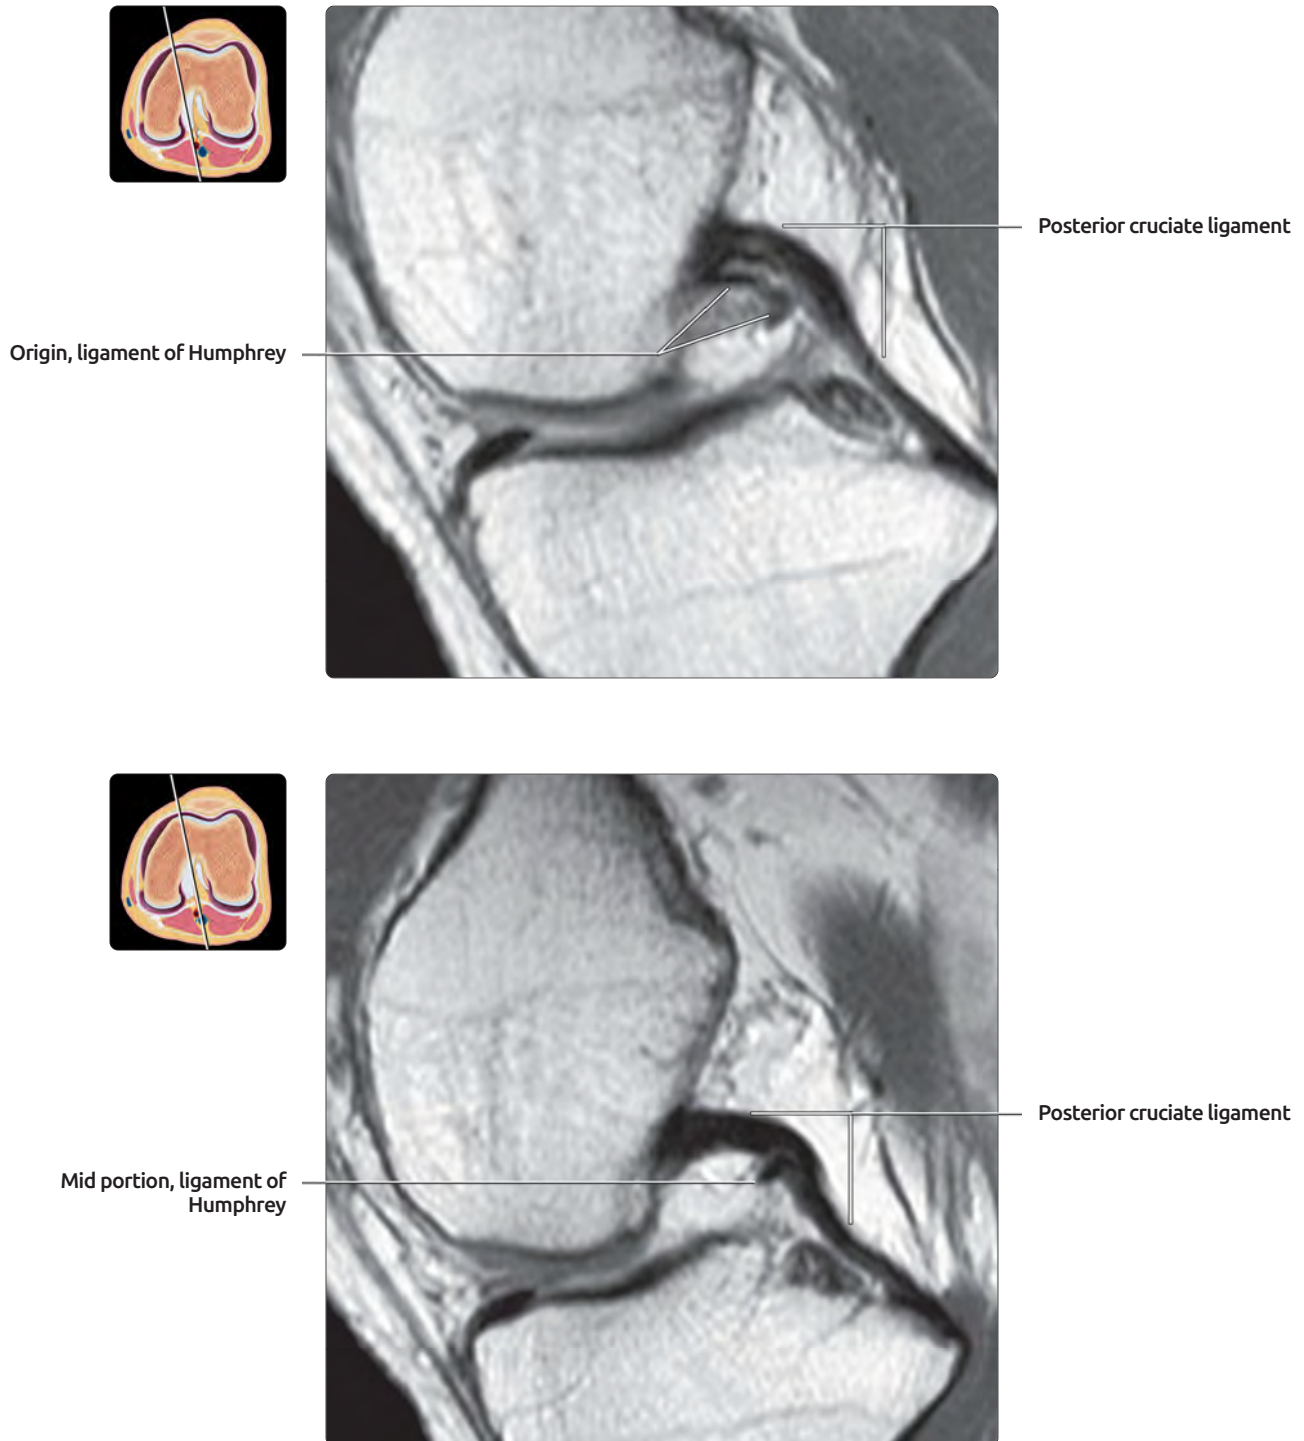 Posterior cruciate ligament
Origin, ligament of Humphrey
Posterior cruciate ligament
Mid portion, ligament of
Humphrey